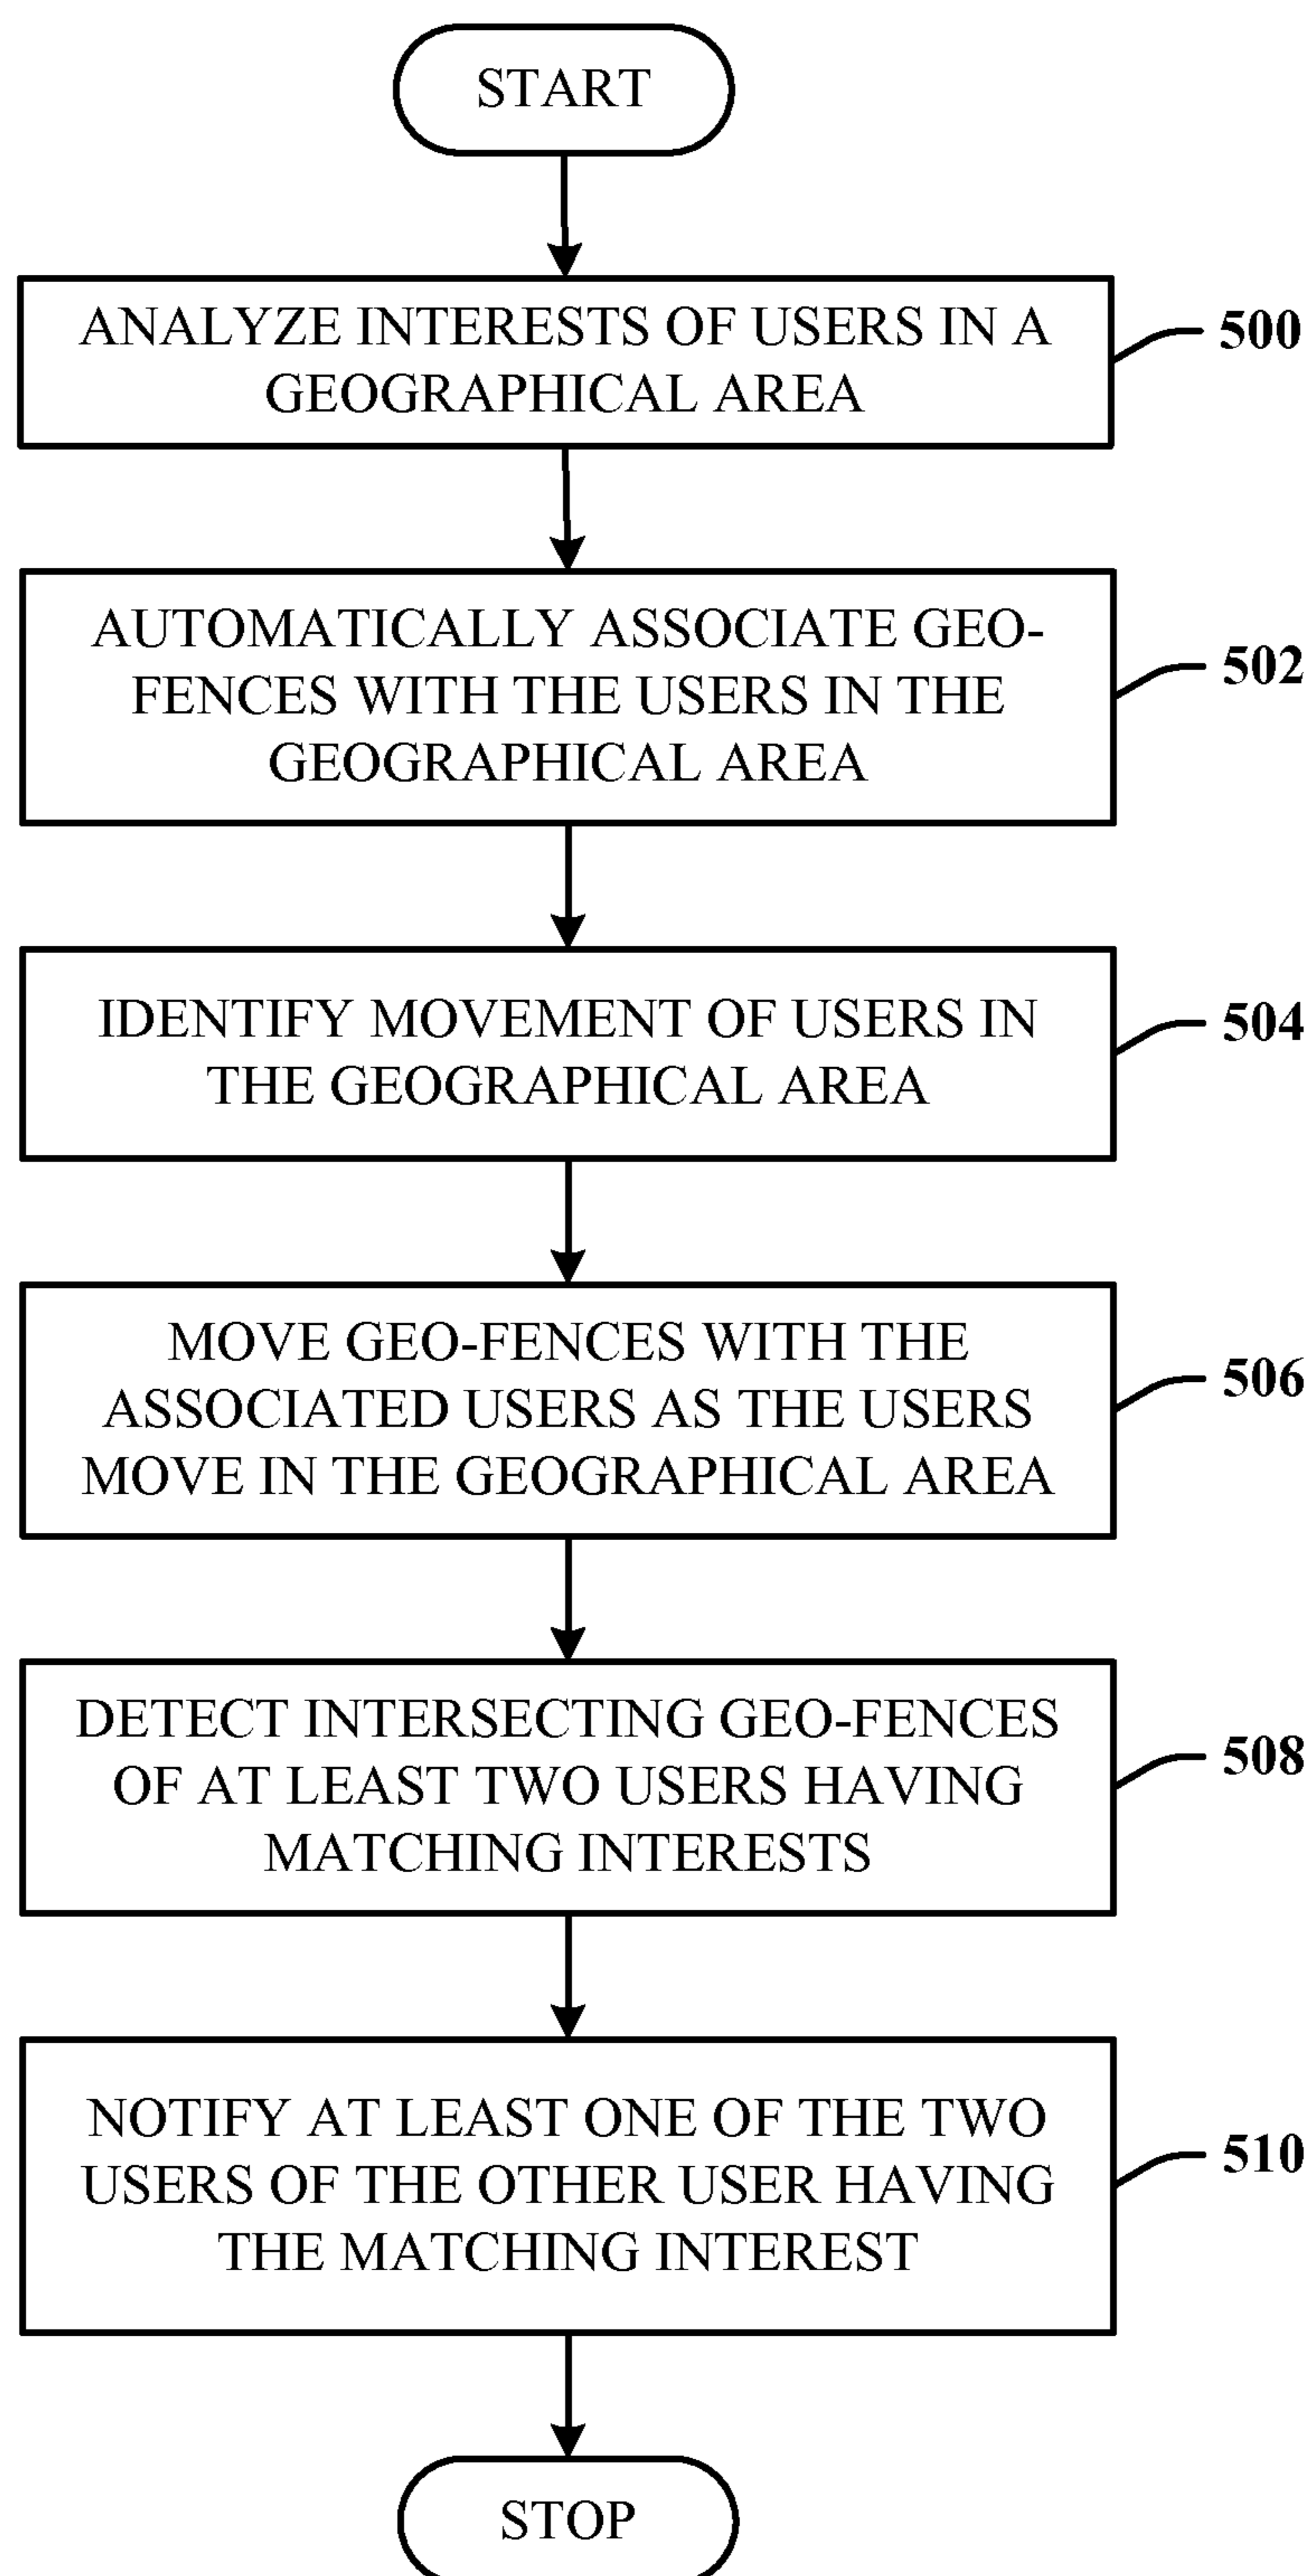 START
ANALYZE INTERESTS OF USERS IN A
GEOGRAPHICAL AREA
500
AUTOMATICALLY ASSOCIATE GEO-
FENCES WITH THE USERS IN THE
GEOGRAPHICAL AREA
502
IDENTIFY MOVEMENT OF USERS IN
THE GEOGRAPHICAL AREA
504
MOVE GEO-FENCES WITH THE
ASSOCIATED USERS AS THE USERS
MOVE IN THE GEOGRAPHICAL AREA
506
DETECT INTERSECTING GEO-FENCES
OF AT LEAST TWO USERS HAVING
MATCHING INTERESTS
508
NOTIFY AT LEAST ONE OF THE TWO
USERS OF THE OTHER USER HAVING
THE MATCHING INTEREST
510
STOP